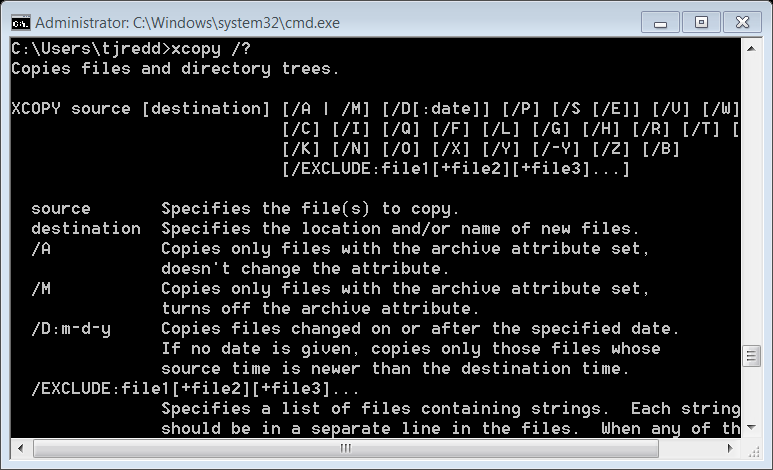 Administrator: C:\Windows\system32\cmd.exe
C:\Users\tjredd>xcopy /?
Copies files and directory trees.
XCOPY source [destination] [/A | /M] [/D[:date]] [/P] [/S [/E]] [/V] [/W]
[/C] [/I] [/Q] [/F] [/L] [/G] [/H] [/R] [/T] [
[/K] [/N] [/O] [/X] [/Y] [/-Y] [/Z] [/B]
[/EXCLUDE:file1[+file2][+file3]...]
source Specifies the file(s) to copy.
destination Specifies the location and/or name of new files.
/A Copies only files with the archive attribute set,
doesn't change the attribute.
/M Copies only files with the archive attribute set,
turns off the archive attribute.
/D:m-d-y Copies files changed on or after the specified date.
If no date is given, copies only those files whose
source time is newer than the destination time.
/EXCLUDE:file1[+file2][+file3]...
Specifies a list of files containing strings. Each string
should be in a separate line in the files. When any of th